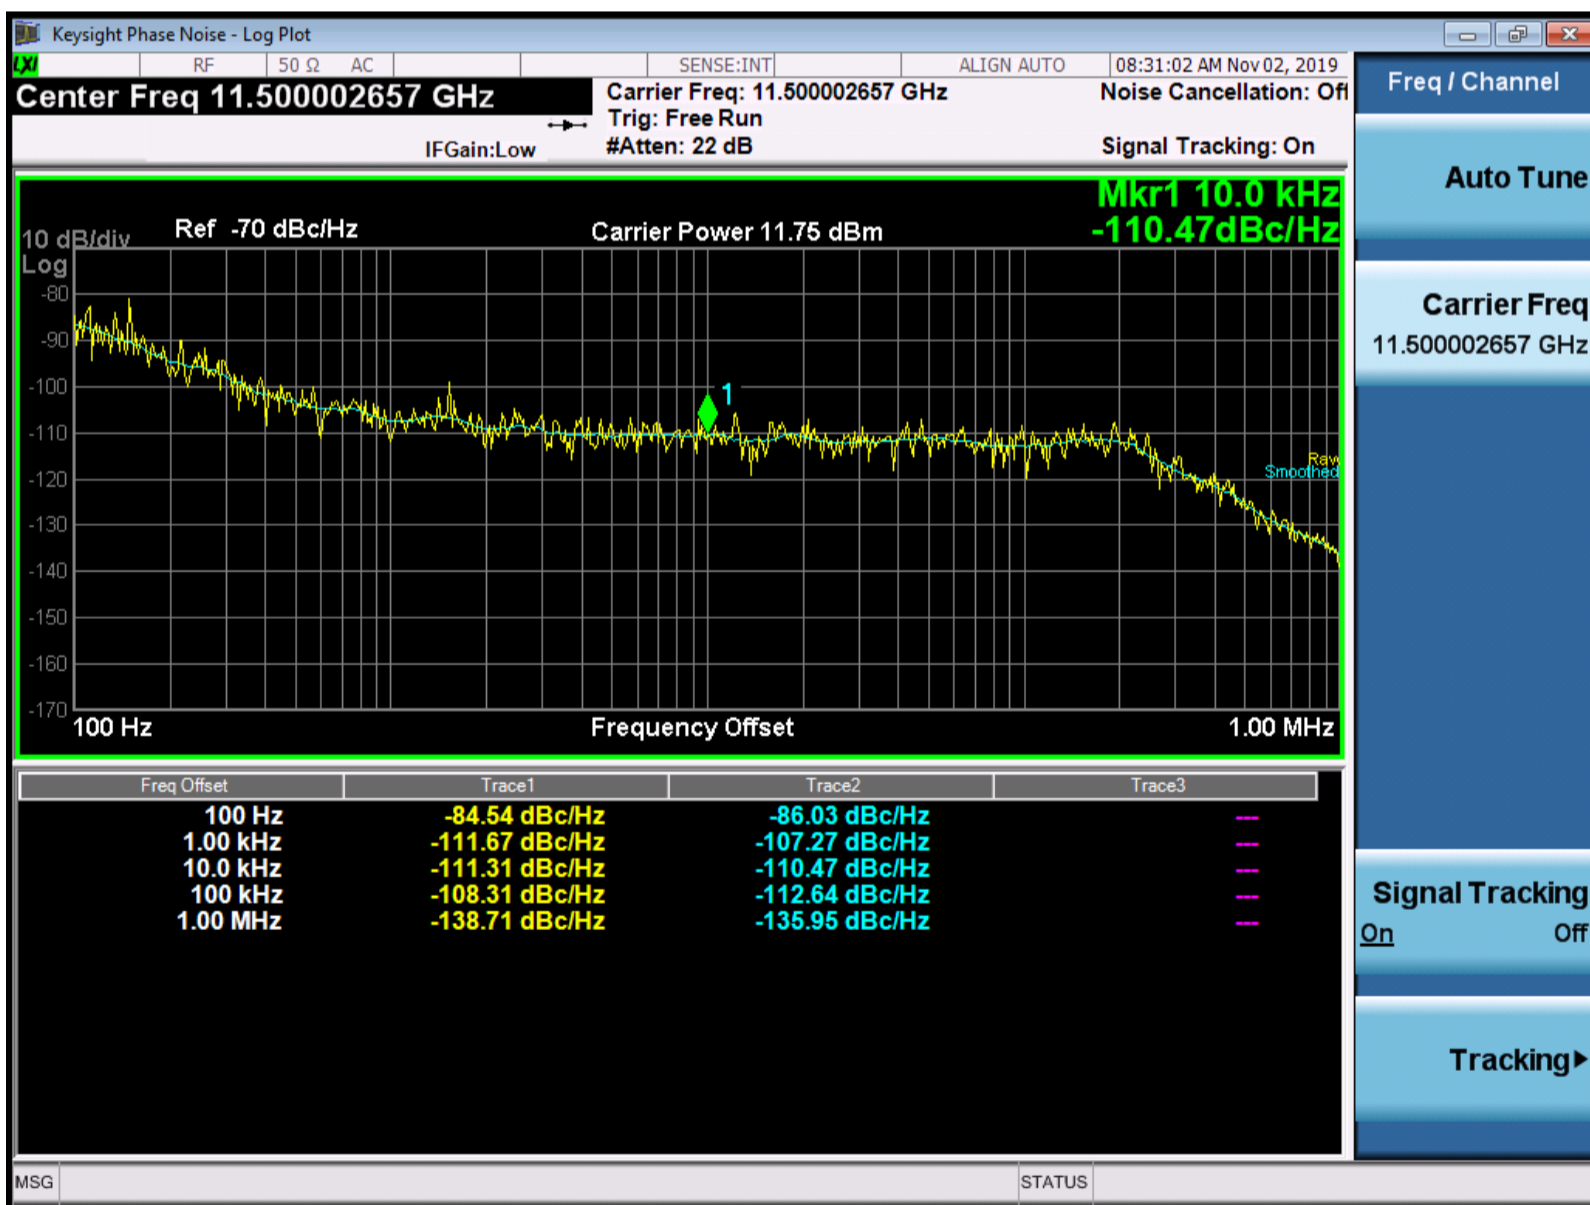 Keysight Phase Noise - Log Plot
LXI RF 50 Ω AC SENSE:INT ALIGN AUTO 08:31:02 AM Nov 02, 2019
Center Freq 11.500002657 GHz
Carrier Freq: 11.500002657 GHz
Noise Cancellation: Off
Trig: Free Run
IFGain:Low
#Atten: 22 dB
Signal Tracking: On
Mkr1 10.0 kHz
-110.47dBc/Hz
10 dB/div
Log
Ref -70 dBc/Hz
Carrier Power 11.75 dBm
-80
-90
-100
-110
-120
-130
-140
-150
-160
-170
1
Raw
Smoothed
100 Hz
Frequency Offset
1.00 MHz
Freq Offset Trace1 Trace2 Trace3
100 Hz -84.54 dBc/Hz -86.03 dBc/Hz ---
1.00 kHz -111.67 dBc/Hz -107.27 dBc/Hz ---
10.0 kHz -111.31 dBc/Hz -110.47 dBc/Hz ---
100 kHz -108.31 dBc/Hz -112.64 dBc/Hz ---
1.00 MHz -138.71 dBc/Hz -135.95 dBc/Hz ---
MSG
STATUS
Freq / Channel
Auto Tune
Carrier Freq
11.500002657 GHz
Signal Tracking
On Off
Tracking▶